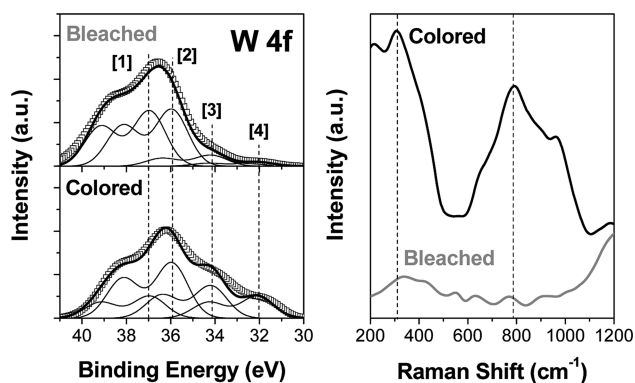 Bleached
W 4f
[1]
[2]
[3]
[4]
Colored
Intensity (a.u.)
40 38 36 34 32 30
Binding Energy (eV)
Colored
Bleached
Intensity (a.u.)
200 400 600 800 1000 1200
Raman Shift (cm-1)